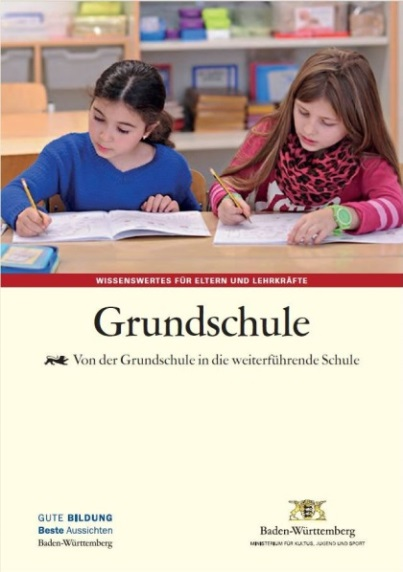 WISSENSWERTES FÜR ELTERN UND LEHRKRÄFTE
Grundschule
Von der Grundschule in die weiterführende Schule
GUTE BILDUNG
Beste Aussichten
Baden-Württemberg
Baden-Württemberg
MINISTERIUM FÜR KULTUS, JUGEND UND SPORT